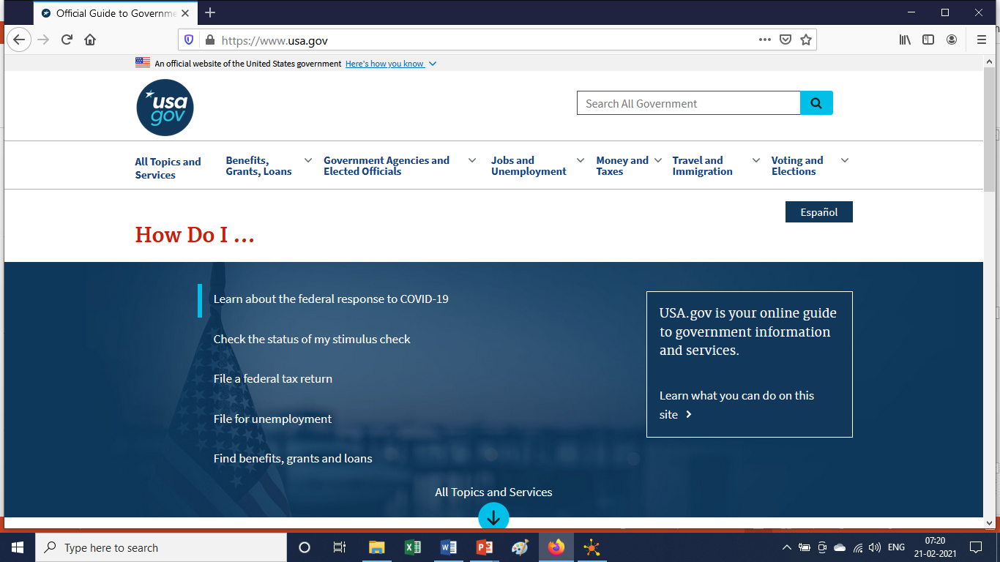 Official Guide to Governme
https://www.usa.gov
An official website of the United States government Here's how you know
usa
gov
Search All Government
All Topics and
Services
Benefits,
Grants, Loans
Government Agencies and
Elected Officials
Jobs and
Unemployment
Money and
Taxes
Travel and
Immigration
Voting and
Elections
Español
How Do I ...
Learn about the federal response to COVID-19
Check the status of my stimulus check
File a federal tax return
File for unemployment
Find benefits, grants and loans
USA.gov is your online guide
to government information
and services.
Learn what you can do on this
site
All Topics and Services
Type here to search
ENG
07:20
21-02-2021